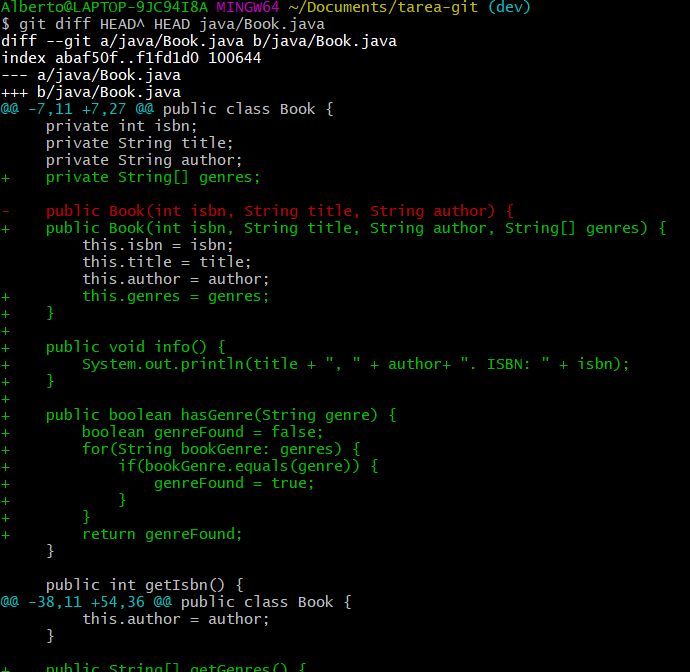 Alberto@LAPTOP-9JC94I8A MINGW64 ~/Documents/tarea-git (dev)
$ git diff HEAD^ HEAD java/Book.java
diff --git a/java/Book.java b/java/Book.java
index abaf50f..f1fd1d0 100644
--- a/java/Book.java
+++ b/java/Book.java
@@ -7,11 +7,27 @@ public class Book {
     private int isbn;
     private String title;
     private String author;
+    private String[] genres;

-    public Book(int isbn, String title, String author) {
+    public Book(int isbn, String title, String author, String[] genres) {
         this.isbn = isbn;
         this.title = title;
         this.author = author;
+        this.genres = genres;
+    }
+
+    public void info() {
+        System.out.println(title + ", " + author+ ". ISBN: " + isbn);
+    }
+
+    public boolean hasGenre(String genre) {
+        boolean genreFound = false;
+        for(String bookGenre: genres) {
+            if(bookGenre.equals(genre)) {
+                genreFound = true;
+            }
+        }
+        return genreFound;
     }

     public int getIsbn() {
@@ -38,11 +54,36 @@ public class Book {
         this.author = author;
     }

+    public String[] getGenres() {